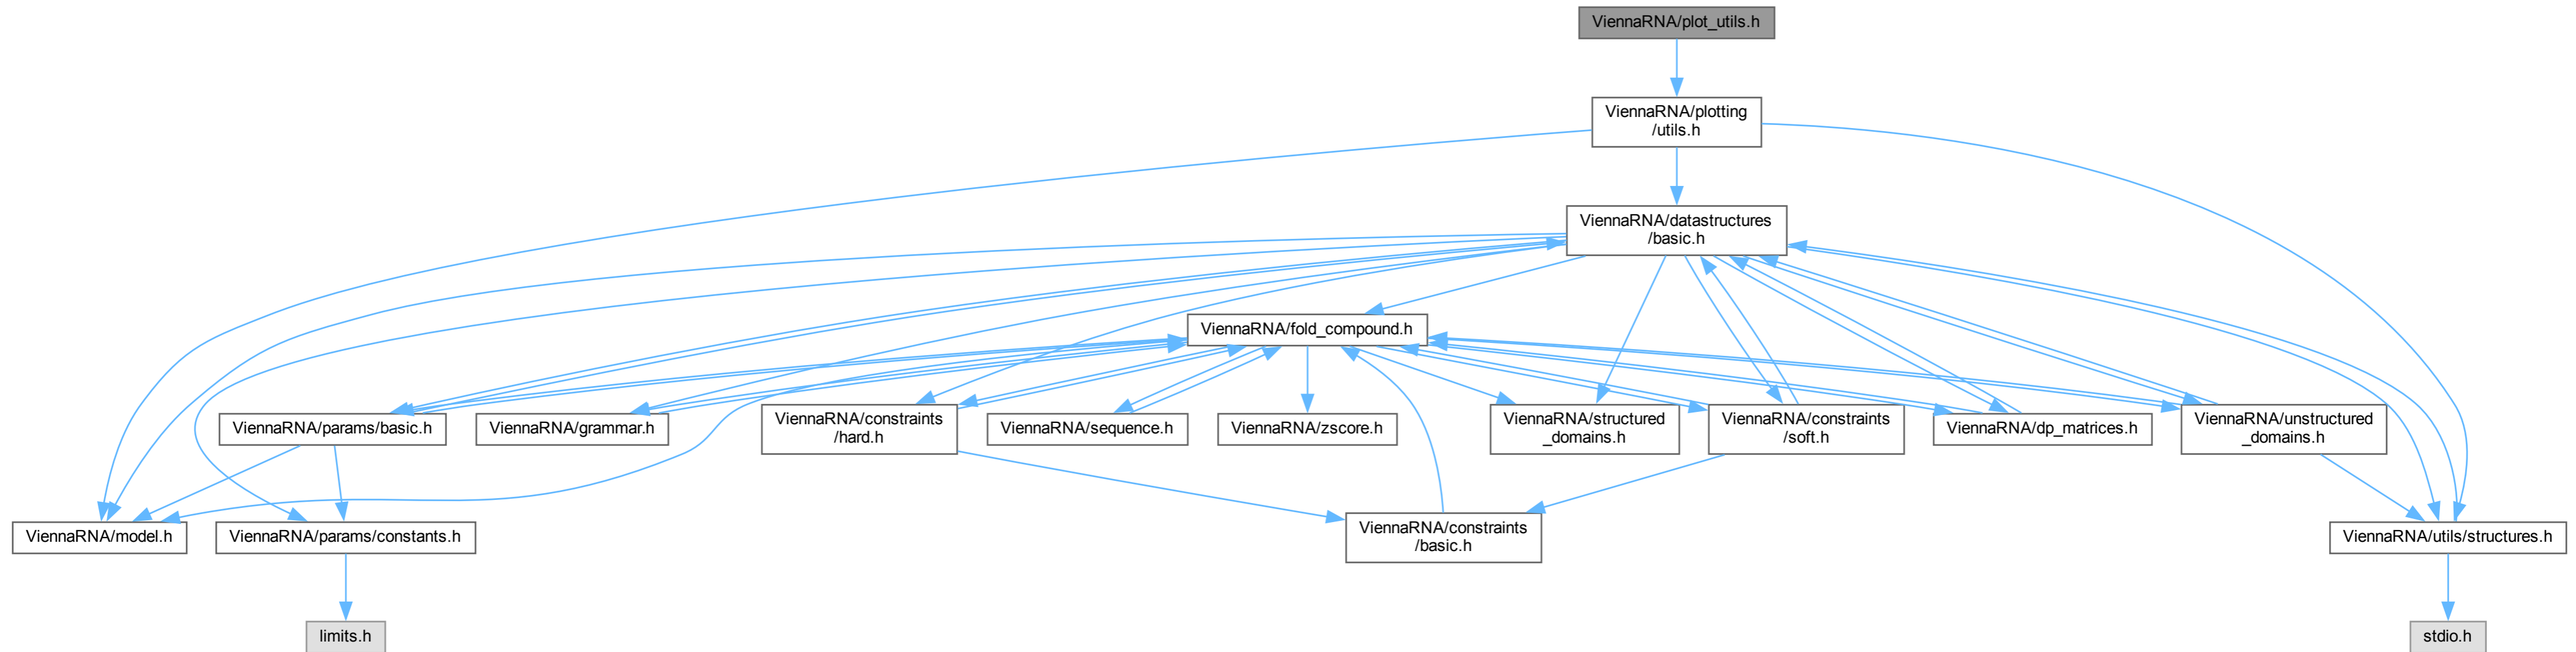 ViennaRNA/plot_utils.h
ViennaRNA/plotting
/utils.h
ViennaRNA/datastructures
/basic.h
ViennaRNA/fold_compound.h
ViennaRNA/params/basic.h
ViennaRNA/grammar.h
ViennaRNA/constraints
/hard.h
ViennaRNA/sequence.h
ViennaRNA/zscore.h
ViennaRNA/structured
_domains.h
ViennaRNA/constraints
/soft.h
ViennaRNA/dp_matrices.h
ViennaRNA/unstructured
_domains.h
ViennaRNA/model.h
ViennaRNA/params/constants.h
ViennaRNA/constraints
/basic.h
ViennaRNA/utils/structures.h
limits.h
stdio.h